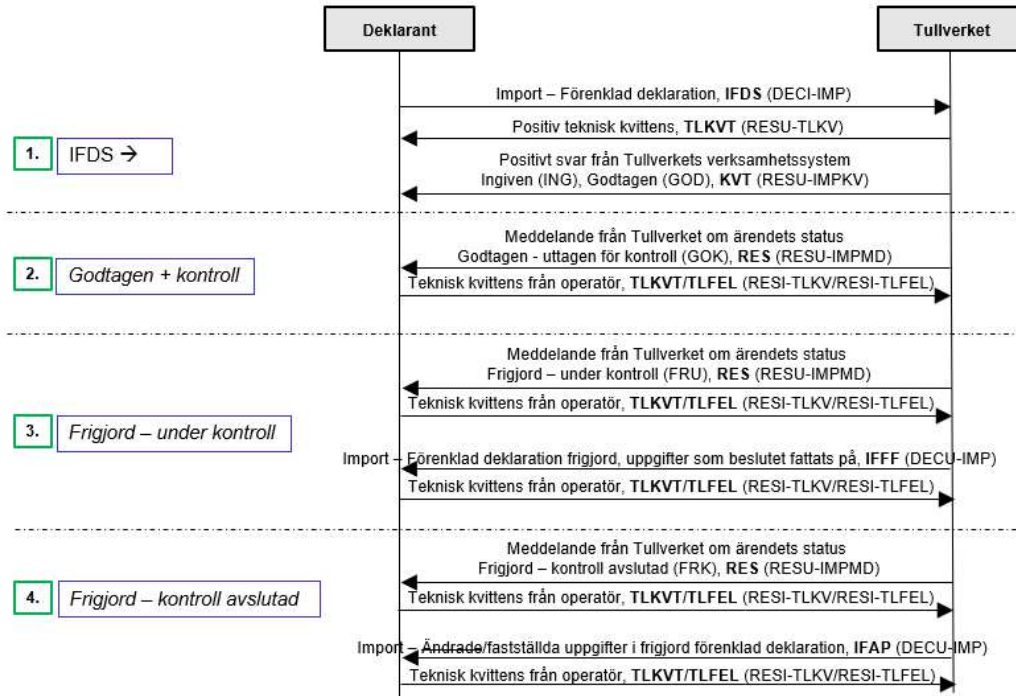 Deklarant
Tullverket
Import – Förenklad deklaration, IFDS (DECI-IMP)
Positiv teknisk kvittens, TLKVT (RESU-TLKV)
1. IFDS →
Positivt svar från Tullverkets verksamhetssystem
Ingiven (ING), Godtagen (GOD), KVT (RESU-IMPKV)
Meddelande från Tullverket om ärendets status
2. Godtagen + kontroll
Godtagen - uttagen för kontroll (GOK), RES (RESU-IMPMD)
Teknisk kvittens från operatör, TLKVT/TLFEL (RESI-TLKV/RESI-TLFEL)
Meddelande från Tullverket om ärendets status
Frigjord – under kontroll (FRU), RES (RESU-IMPMD)
Teknisk kvittens från operatör, TLKVT/TLFEL (RESI-TLKV/RESI-TLFEL)
3. Frigjord – under kontroll
Import – Förenklad deklaration frigjord, uppgifter som beslutet fattats på, IFFF (DECU-IMP)
Teknisk kvittens från operatör, TLKVT/TLFEL (RESI-TLKV/RESI-TLFEL)
Meddelande från Tullverket om ärendets status
Frigjord – kontroll avslutad (FRK), RES (RESU-IMPMD)
4. Frigjord – kontroll avslutad
Teknisk kvittens från operatör, TLKVT/TLFEL (RESI-TLKV/RESI-TLFEL)
Import – Ändrade/fastställda uppgifter i frigjord förenklad deklaration, IFAP (DECU-IMP)
Teknisk kvittens från operatör, TLKVT/TLFEL (RESI-TLKV/RESI-TLFEL)